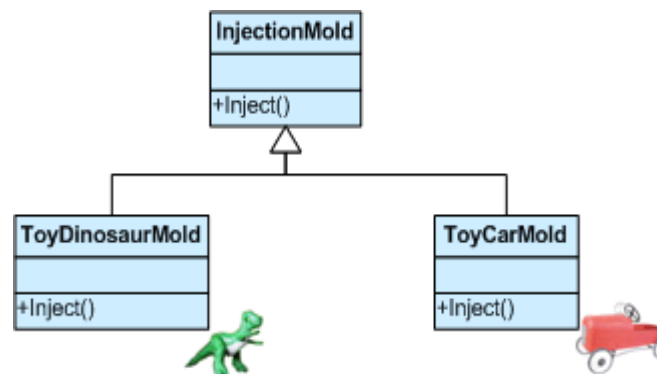 InjectionMold
+Inject()
ToyDinosaurMold
+Inject()
ToyCarMold
+Inject()